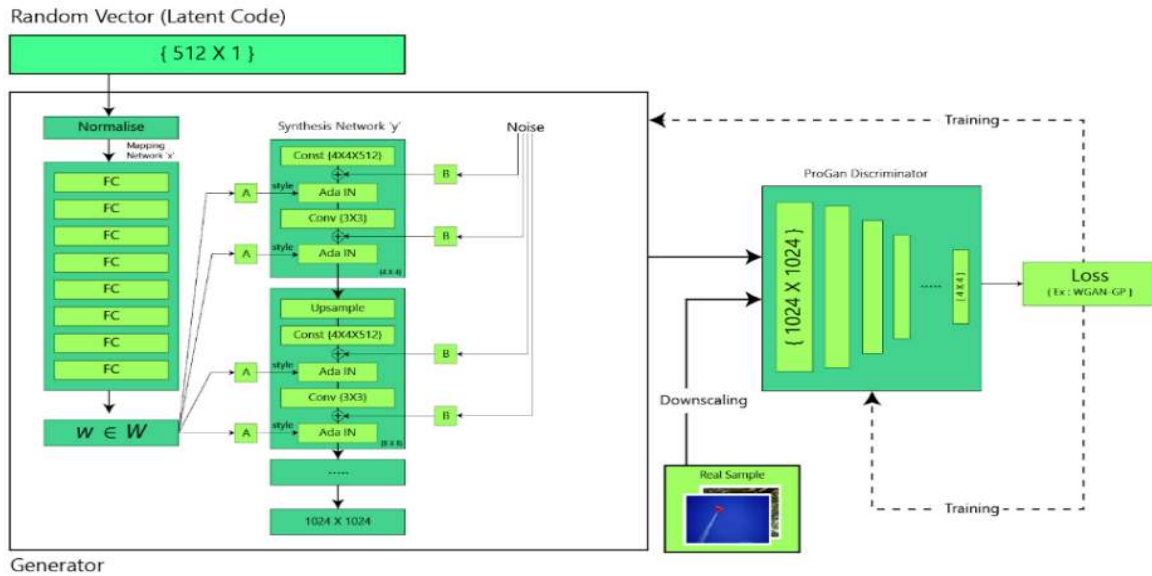 Random Vector (Latent Code)
{ 512 X 1 }
Normalise
Mapping
Network 'x'
FC
FC
FC
FC
FC
FC
FC
FC
w ∈ W
A
style
A
style
A
style
A
style
Synthesis Network 'y'
Const {4X4X512}
Ada IN
Conv {3X3}
Ada IN
{4 X 4}
Upsample
Const {4X4X512}
Ada IN
Conv {3X3}
Ada IN
{8 X 8}
.....
1024 X 1024
Noise
B
B
B
B
Generator
Training
ProGan Discriminator
{ 1024 X 1024 }
.....
{ 4X4 }
Loss
{ Ex : WGAN-GP }
Downscaling
Real Sample
Training